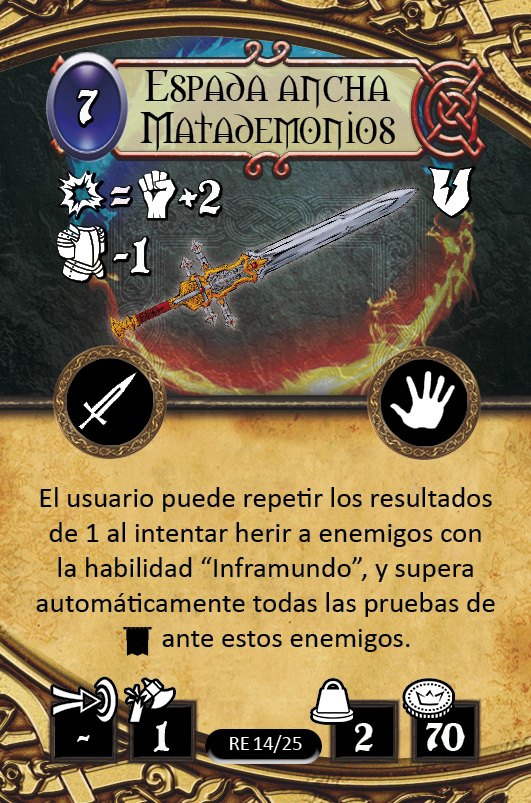 7
Espada ancha
Matademonios
= +2
-1
El usuario puede repetir los resultados
de 1 al intentar herir a enemigos con
la habilidad “Inframundo”, y supera
automáticamente todas las pruebas de
ante estos enemigos.
- 1 RE 14/25 2 70